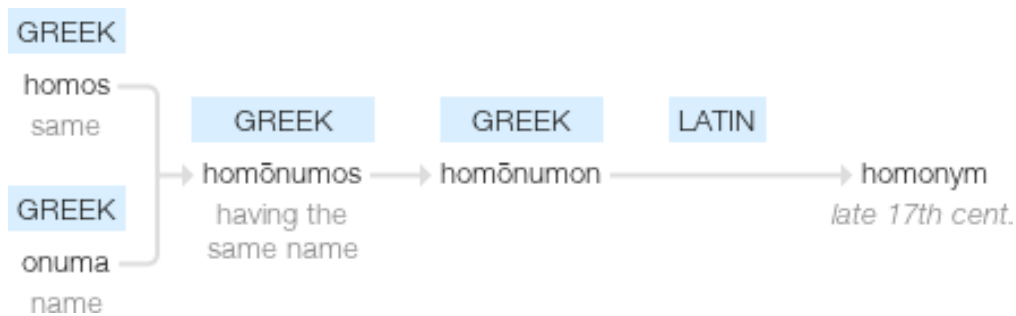 GREEK
homos
same
GREEK
onuma
name
GREEK
homōnumos
having the
same name
GREEK
homōnumon
LATIN
homonym
late 17th cent.